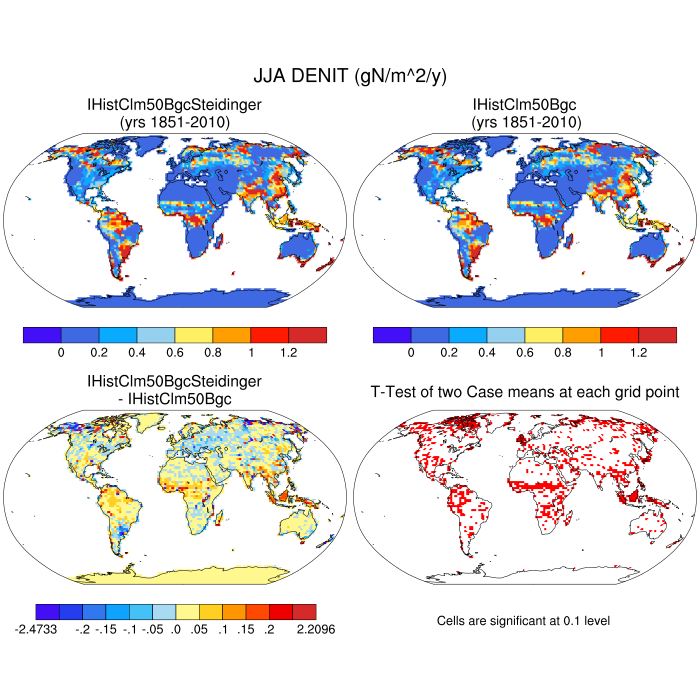 JJA DENIT (gN/m^2/y)
IHistClm50BgcSteidinger
(yrs 1851-2010)
IHistClm50Bgc
(yrs 1851-2010)
0 0.2 0.4 0.6 0.8 1 1.2
0 0.2 0.4 0.6 0.8 1 1.2
IHistClm50BgcSteidinger
- IHistClm50Bgc
T-Test of two Case means at each grid point
-2.4733 -.2 -.15 -.1 -.05 .0 .05 .1 .15 .2 2.2096
Cells are significant at 0.1 level